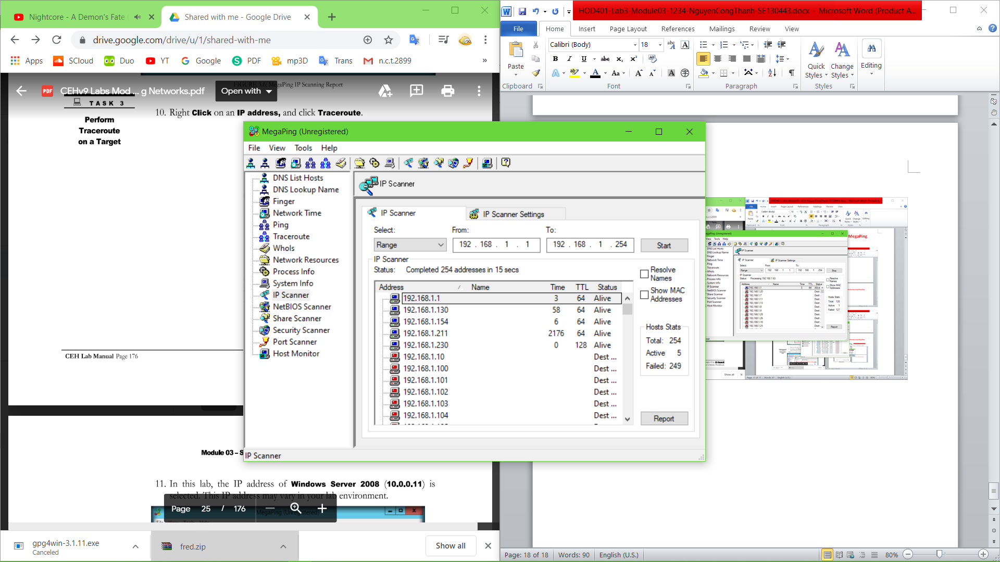 Nightcore - A Demon's Fate
Shared with me - Google Drive
drive.google.com/drive/u/1/shared-with-me
Apps SCloud Duo YT Google PDF mp3D Trans n.c.t.2899 »
FIGURE 3.6: MegaPing IP Scanning Report
PDF CEHv9 Labs Mod ... g Networks.pdf Open with
TASK 3
Perform
Traceroute
on a Target
10. Right Click on an IP address, and click Traceroute.
CEH Lab Manual Page 176
Module 03 – S
11. In this lab, the IP address of Windows Server 2008 (10.0.0.11) is
selected. This IP address may vary in your lab environment.
Page 25 / 176
gpg4win-3.1.11.exe
Canceled
fred.zip
Show all
MegaPing (Unregistered)
File View Tools Help
DNS List Hosts
DNS Lookup Name
Finger
Network Time
Ping
Traceroute
WhoIs
Network Resources
Process Info
System Info
IP Scanner
NetBIOS Scanner
Share Scanner
Security Scanner
Port Scanner
Host Monitor
IP Scanner
IP Scanner IP Scanner Settings
Select: From: To:
Range 192 . 168 . 1 . 1 192 . 168 . 1 . 254 Start
IP Scanner
Status: Completed 254 addresses in 15 secs
Resolve
Names
Show MAC
Addresses
Address Name Time TTL Status
192.168.1.1 3 64 Alive
192.168.1.130 58 64 Alive
192.168.1.154 6 64 Alive
192.168.1.211 2176 64 Alive
192.168.1.230 0 128 Alive
192.168.1.10 Dest ...
192.168.1.100 Dest ...
192.168.1.101 Dest ...
192.168.1.102 Dest ...
192.168.1.103 Dest ...
192.168.1.104 Dest ...
Hosts Stats
Total: 254
Active 5
Failed: 249
Report
IP Scanner
HOD401-Lab3-Module03-1234-NguyenCongThanh-SE130443.docx - Microsoft Word (Product A...
File Home Insert Page Layout References Mailings Review View
Calibri (Body) 18
Paste
Quick
Styles
Change
Styles
Editing
Clipboard Font Paragraph Styles
MegaPing
Page: 18 of 18 Words: 90 English (U.S.) 80%